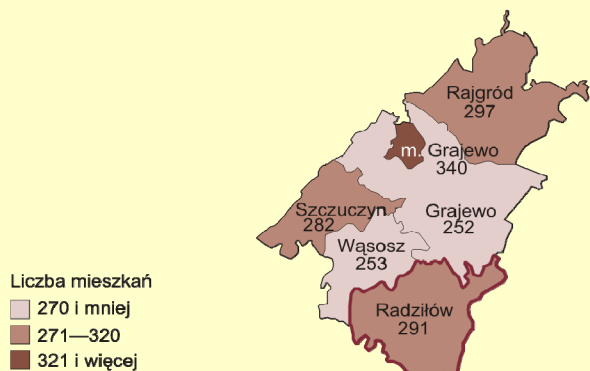 Rajgród
297
m. Grajewo
340
Szczuczyn
282
Grajewo
252
Wąsosz
253
Radziłów
291
Liczba mieszkań
270 i mniej
271—320
321 i więcej